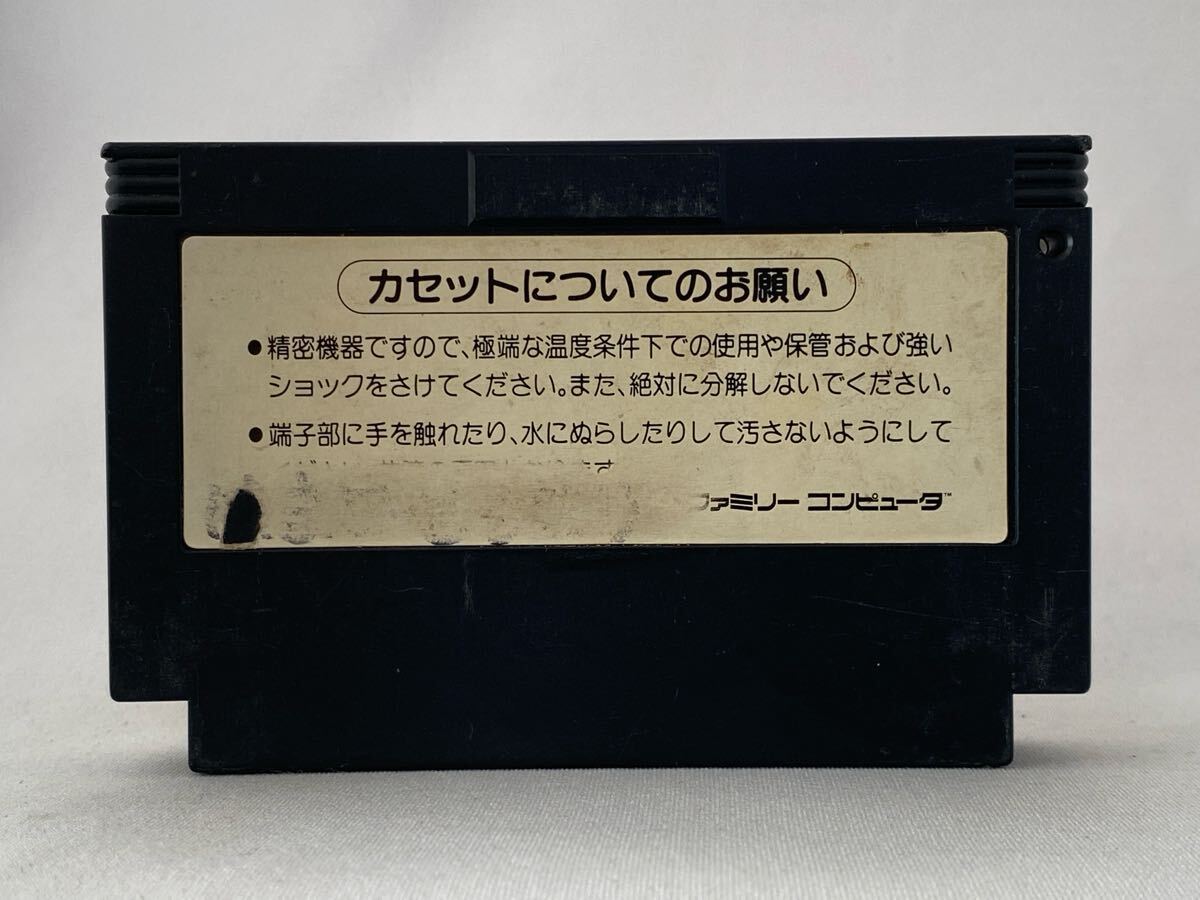 カセットについてのお願い
●精密機器ですので、極端な温度条件下での使用や保管および強い
ショックをさけてください。また、絶対に分解しないでください。
●端子部に手を触れたり、水にぬらしたりして汚さないようにして
ファミリー コンピュータ™